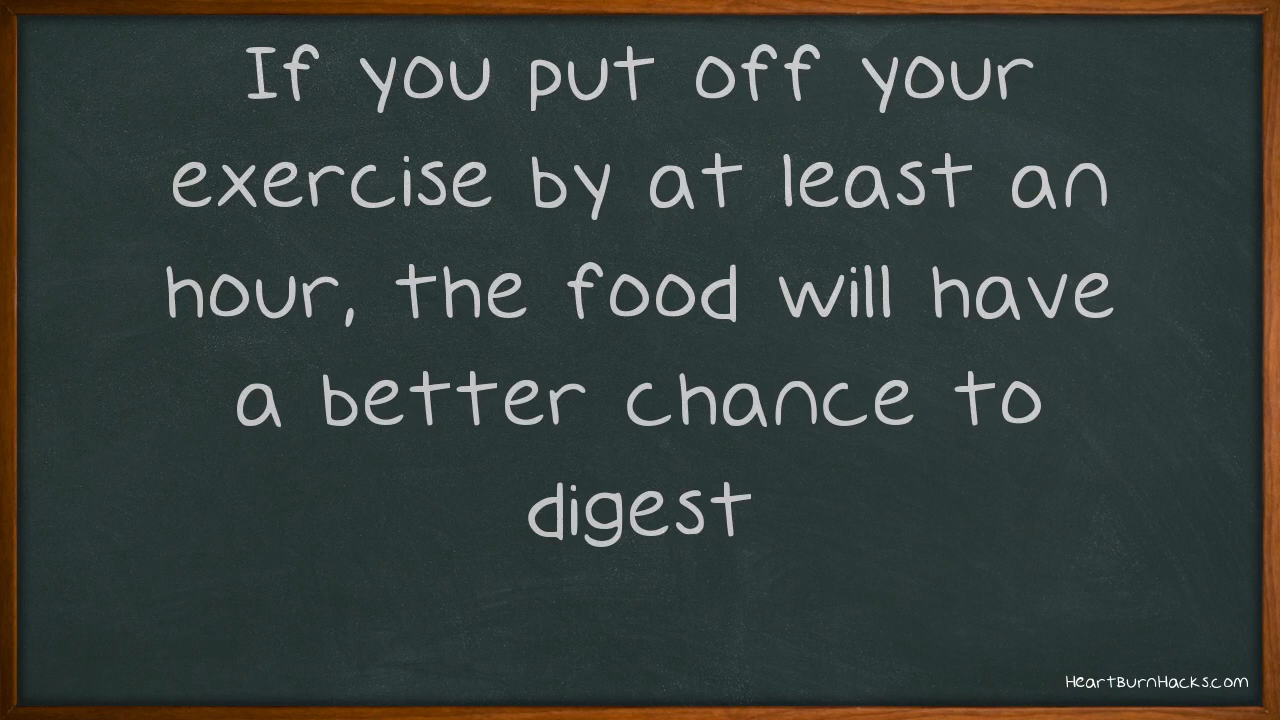 If you put off your
exercise by at least an
hour, the food will have
a better chance to
digest
HeartBurnHacks.com